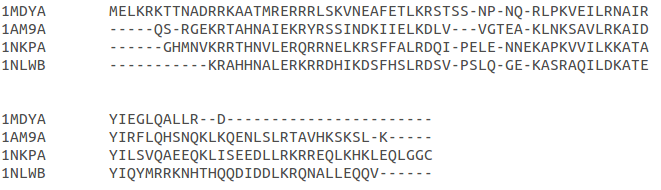 1MDYA MELKRKTTNADRRKAATMRERRRLSKVNEAFETLKRSTSS-NP-NQ-RLPKVEILRNAIR
1AM9A -----QS-RGEKRTAHNAIEKRYRSSINDKIIELKDLV---VGTEA-KLNKSAVLRKAID
1NKPA ------GHMNVKRRTHNVLERQRRNELKRSFFALRDQI-PELE-NNEKAPKVVILKKATA
1NLWB -----------KRAHHNALERKRRDHIKDSFHSLRDSV-PSLQ-GE-KASRAQILDKATE
1MDYA YIEGLQALLR--D-----------------------
1AM9A YIRFLQHSNQKLKQENLSLRTAVHKSKSL-K-----
1NKPA YILSVQAEEQKLISEEDLLRKRREQLKHKLEQLGGC
1NLWB YIQYMRRKNHTHQQDIDDLKRQNALLEQQV------